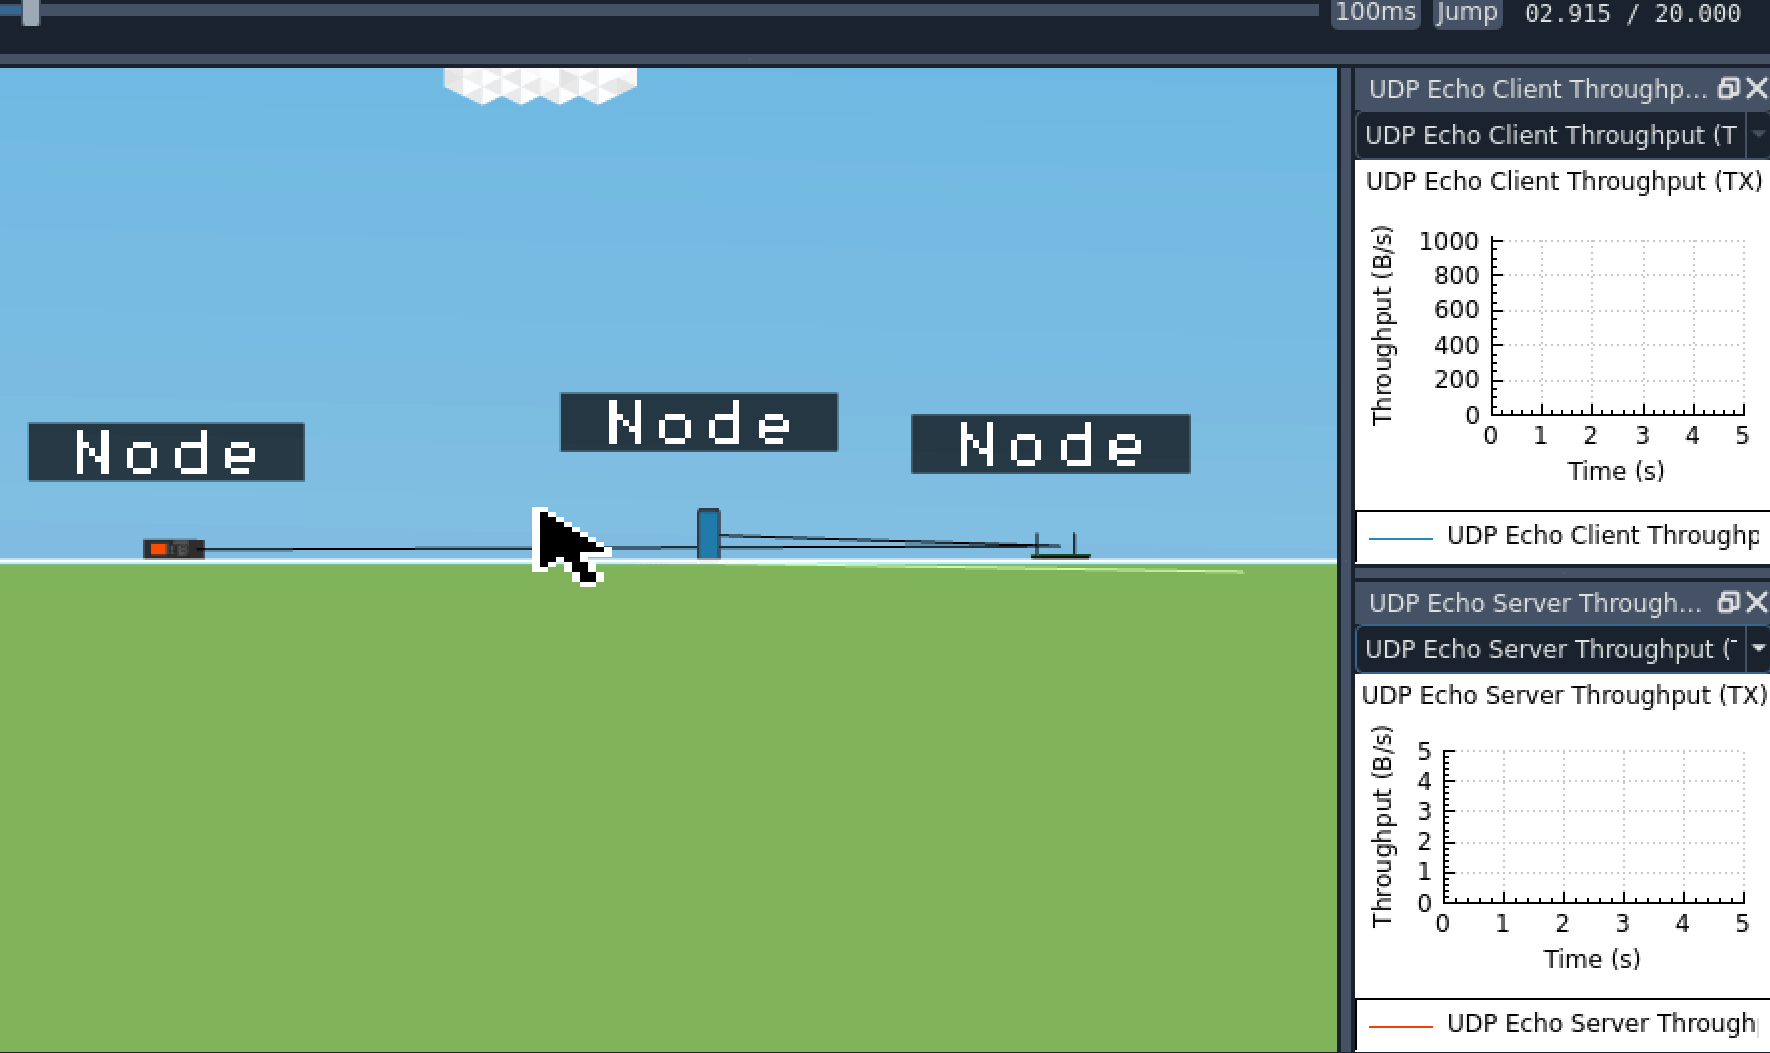 100ms Jump 02.915 / 20.000
Node
Node
Node
UDP Echo Client Throughp...
UDP Echo Client Throughput (T
UDP Echo Client Throughput (TX)
Throughput (B/s)
1000
800
600
400
200
0
0 1 2 3 4 5
Time (s)
UDP Echo Client Throughp
UDP Echo Server Through...
UDP Echo Server Throughput (T
UDP Echo Server Throughput (TX)
Throughput (B/s)
5
4
3
2
1
0
0 1 2 3 4 5
Time (s)
UDP Echo Server Through